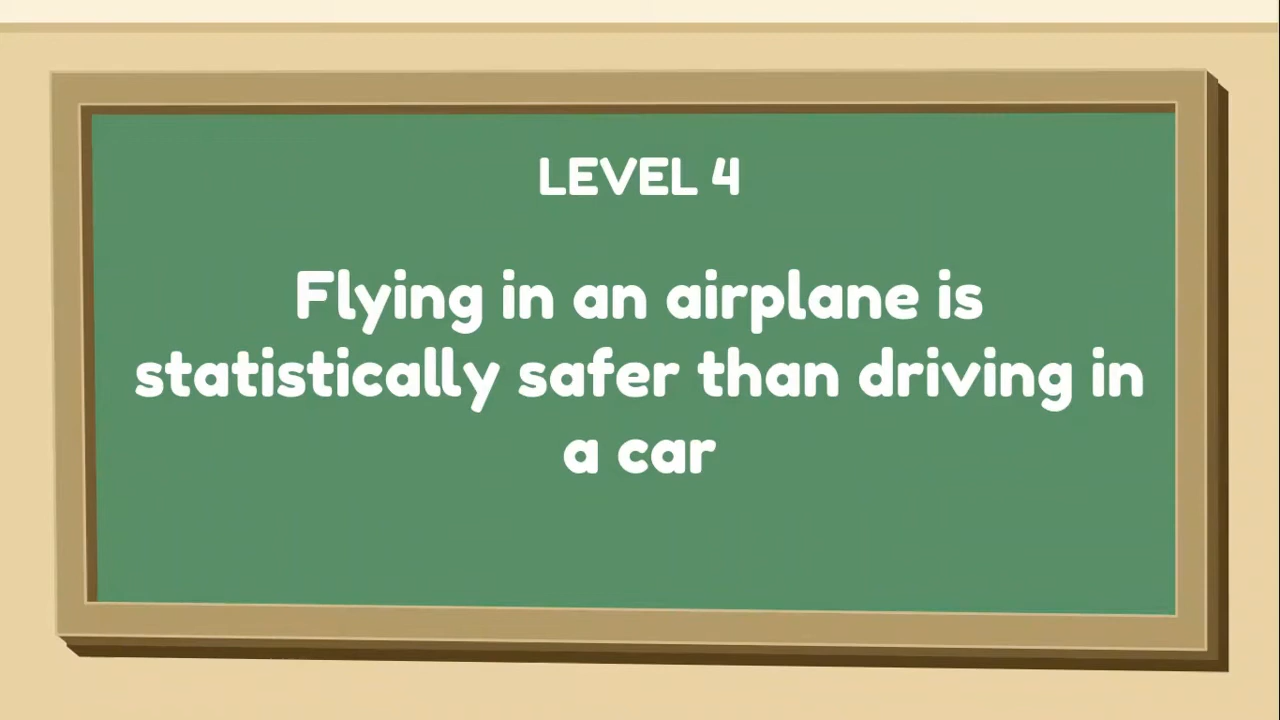 LEVEL 4
Flying in an airplane is
statistically safer than driving in
a car